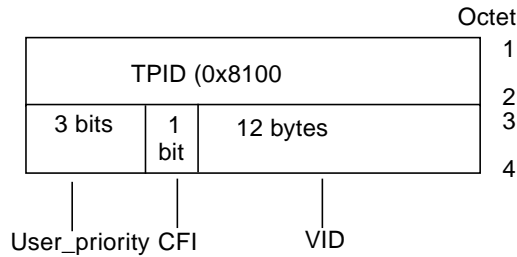 Octet
1
TPID (0x8100
2
3 bits
1
bit
12 bytes
3
4
User_priority
CFI
VID